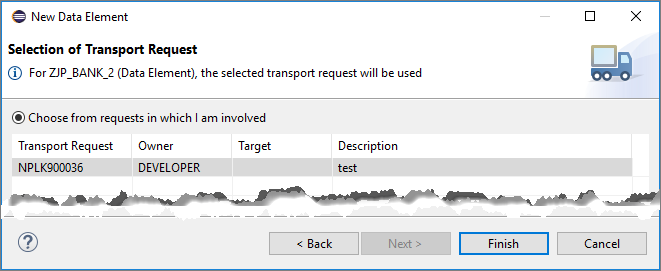 New Data Element
Selection of Transport Request
For ZJP_BANK_2 (Data Element), the selected transport request will be used
Choose from requests in which I am involved
Transport Request Owner Target Description
NPLK900036 DEVELOPER test
< Back Next > Finish Cancel